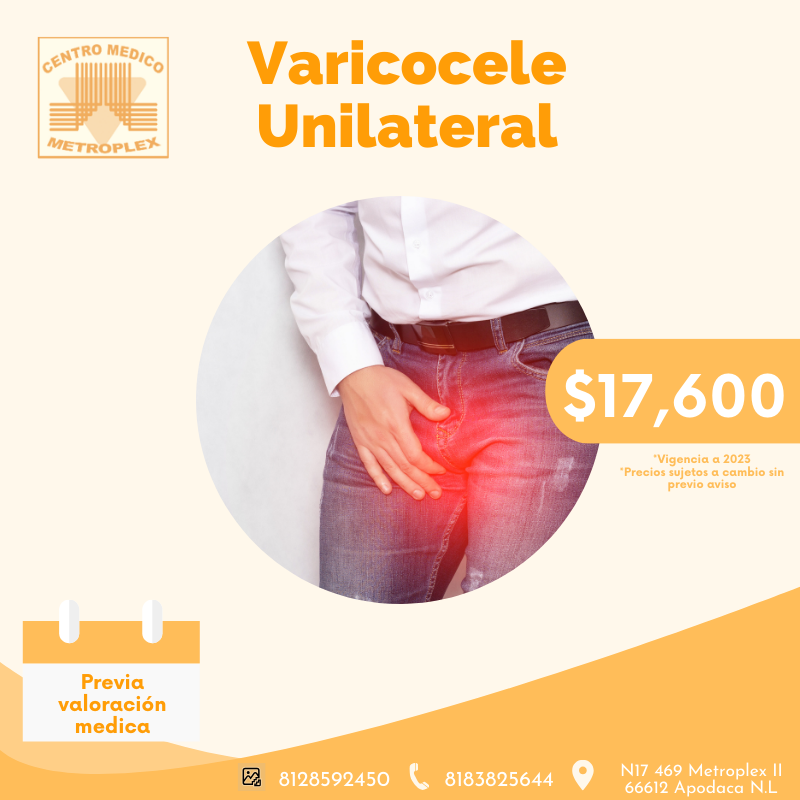 CENTRO MEDICO
METROPLEX
Varicocele
Unilateral
$17,600
*Vigencia a 2023
*Precios sujetos a cambio sin
previo aviso
Previa
valoración
medica
8128592450
8183825644
N17 469 Metroplex II
66612 Apodaca N.L